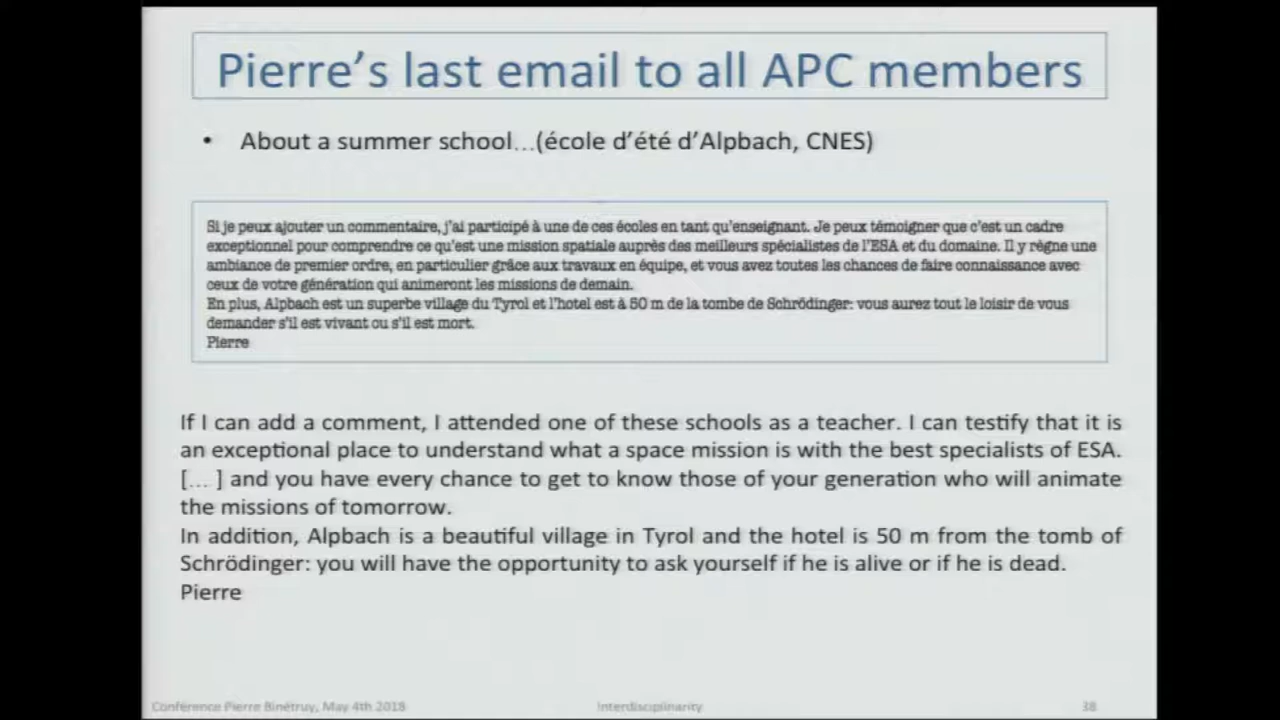 Pierre's last email to all APC members
• About a summer school...(école d'été d'Alpbach, CNES)
Si je peux ajouter un commentaire, j'ai participé à une de ces écoles en tant qu'enseignant. Je peux témoigner que c'est un cadre
exceptionnel pour comprendre ce qu'est une mission spatiale auprès des meilleurs spécialistes de l'ESA et du domaine. Il y règne une
ambiance de premier ordre, en particulier grâce aux travaux en équipe, et vous avez toutes les chances de faire connaissance avec
ceux de votre génération qui animeront les missions de demain.
En plus, Alpbach est un superbe village du Tyrol et l'hotel est à 50 m de la tombe de Schrödinger: vous aurez tout le loisir de vous
demander s'il est vivant ou s'il est mort.
Pierre
If I can add a comment, I attended one of these schools as a teacher. I can testify that it is
an exceptional place to understand what a space mission is with the best specialists of ESA.
[... ] and you have every chance to get to know those of your generation who will animate
the missions of tomorrow.
In addition, Alpbach is a beautiful village in Tyrol and the hotel is 50 m from the tomb of
Schrödinger: you will have the opportunity to ask yourself if he is alive or if he is dead.
Pierre
Conférence Pierre Binétruy, May 4th 2018
Interdisciplinarity
38